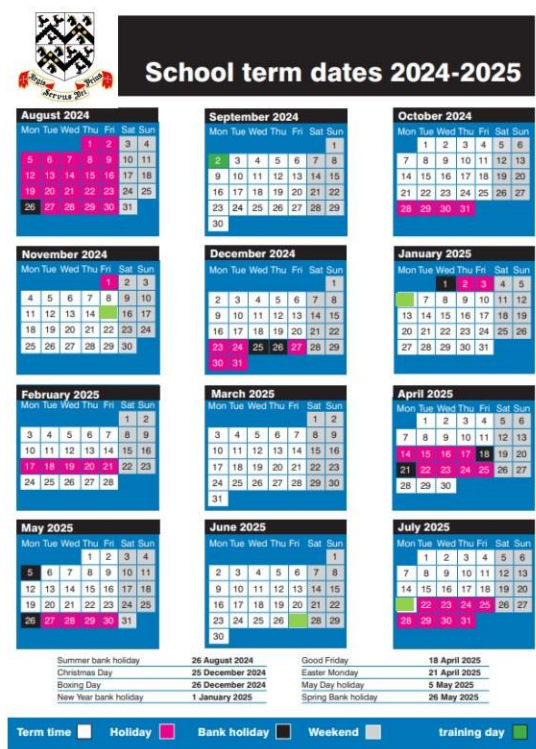 Regis Servus Dei Prius
School term dates 2024-2025
August 2024
Mon Tue Wed Thu Fri Sat Sun
1 2 3 4
5 6 7 8 9 10 11
12 13 14 15 16 17 18
19 20 21 22 23 24 25
26 27 28 29 30 31
September 2024
Mon Tue Wed Thu Fri Sat Sun
1
2 3 4 5 6 7 8
9 10 11 12 13 14 15
16 17 18 19 20 21 22
23 24 25 26 27 28 29
30
October 2024
Mon Tue Wed Thu Fri Sat Sun
1 2 3 4 5 6
7 8 9 10 11 12 13
14 15 16 17 18 19 20
21 22 23 24 25 26 27
28 29 30 31
November 2024
Mon Tue Wed Thu Fri Sat Sun
1 2 3
4 5 6 7 8 9 10
11 12 13 14 16 17
18 19 20 21 22 23 24
25 26 27 28 29 30
December 2024
Mon Tue Wed Thu Fri Sat Sun
1
2 3 4 5 6 7 8
9 10 11 12 13 14 15
16 17 18 19 20 21 22
23 24 25 26 27 28 29
30 31
January 2025
Mon Tue Wed Thu Fri Sat Sun
1 2 3 4 5
7 8 9 10 11 12
13 14 15 16 17 18 19
20 21 22 23 24 25 26
27 28 29 30 31
February 2025
Mon Tue Wed Thu Fri Sat Sun
1 2
3 4 5 6 7 8 9
10 11 12 13 14 15 16
17 18 19 20 21 22 23
24 25 26 27 28
March 2025
Mon Tue Wed Thu Fri Sat Sun
1 2
3 4 5 6 7 8 9
10 11 12 13 14 15 16
17 18 19 20 21 22 23
24 25 26 27 28 29 30
31
April 2025
Mon Tue Wed Thu Fri Sat Sun
1 2 3 4 5 6
7 8 9 10 11 12 13
14 15 16 17 18 19 20
21 22 23 24 25 26 27
28 29 30
May 2025
Mon Tue Wed Thu Fri Sat Sun
1 2 3 4
5 6 7 8 9 10 11
12 13 14 15 16 17 18
19 20 21 22 23 24 25
26 27 28 29 30 31
June 2025
Mon Tue Wed Thu Fri Sat Sun
1
2 3 4 5 6 7 8
9 10 11 12 13 14 15
16 17 18 19 20 21 22
23 24 25 26 28 29
30
July 2025
Mon Tue Wed Thu Fri Sat Sun
1 2 3 4 5 6
7 8 9 10 11 12 13
14 15 16 17 18 19 20
22 23 24 25 26 27
28 29 30 31
Summer bank holiday 26 August 2024
Christmas Day 25 December 2024
Boxing Day 26 December 2024
New Year bank holiday 1 January 2025
Good Friday 18 April 2025
Easter Monday 21 April 2025
May Day holiday 5 May 2025
Spring Bank holiday 26 May 2025
Term time Holiday Bank holiday Weekend training day